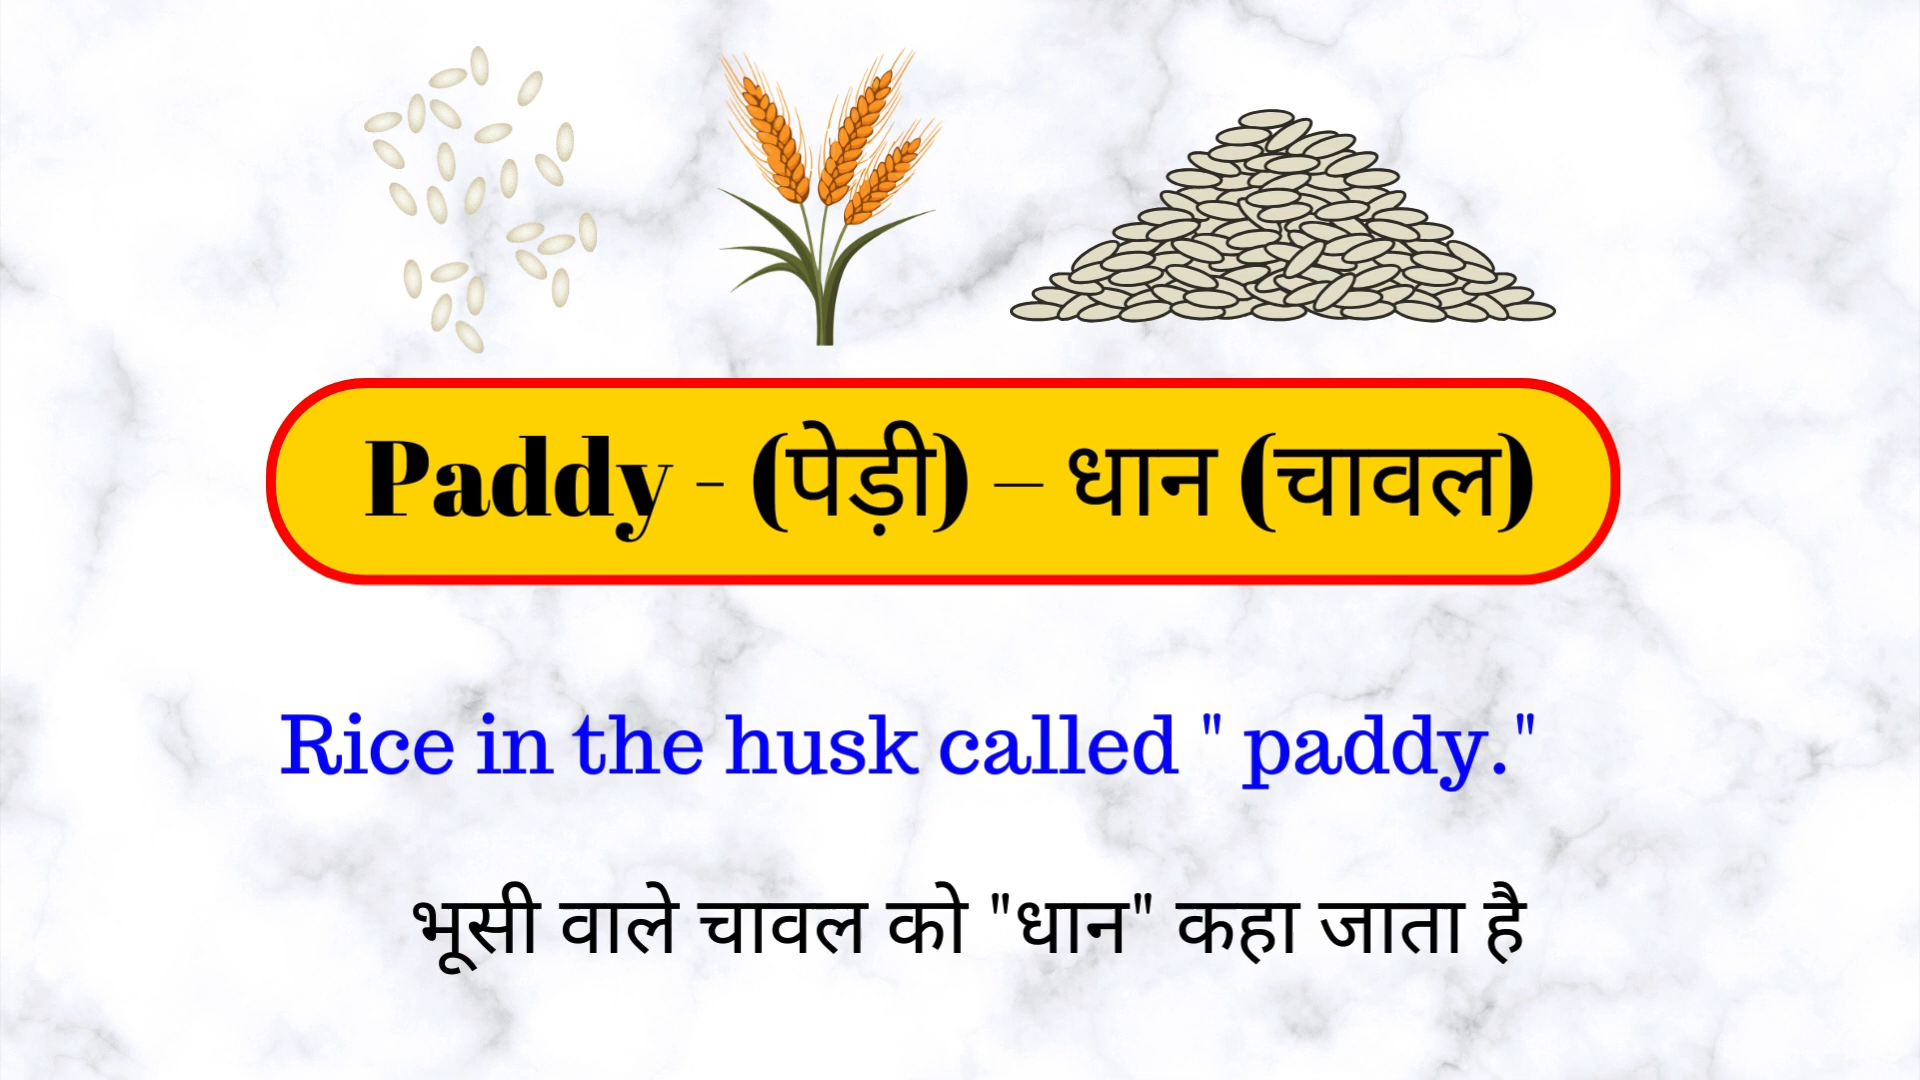 Paddy - (पेड़ी) – धान (चावल)
Rice in the husk called " paddy."
भूसी वाले चावल को "धान" कहा जाता है